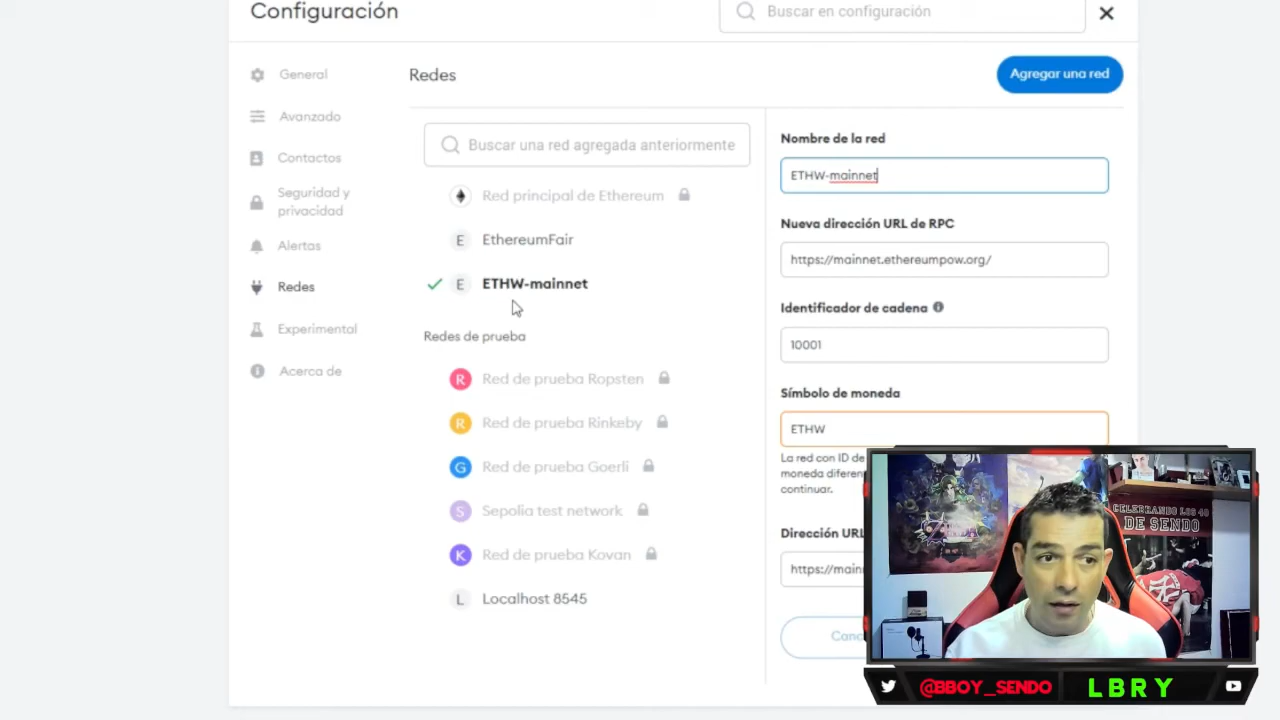 Configuración
Buscar en configuración
General
Avanzado
Contactos
Seguridad y
privacidad
Alertas
Redes
Experimental
Acerca de
Redes
Agregar una red
Buscar una red agregada anteriormente
Red principal de Ethereum
E EthereumFair
E ETHW-mainnet
Redes de prueba
R Red de prueba Ropsten
R Red de prueba Rinkeby
G Red de prueba Goerli
S Sepolia test network
K Red de prueba Kovan
L Localhost 8545
Nombre de la red
ETHW-mainnet
Nueva dirección URL de RPC
https://mainnet.ethereumpow.org/
Identificador de cadena
10001
Símbolo de moneda
ETHW
La red con ID de
moneda diferen
continuar.
Dirección URL
https://main
Canc
CELEBRANDO LOS 40
DE SENDO
@BBOY_SENDO
LBRY